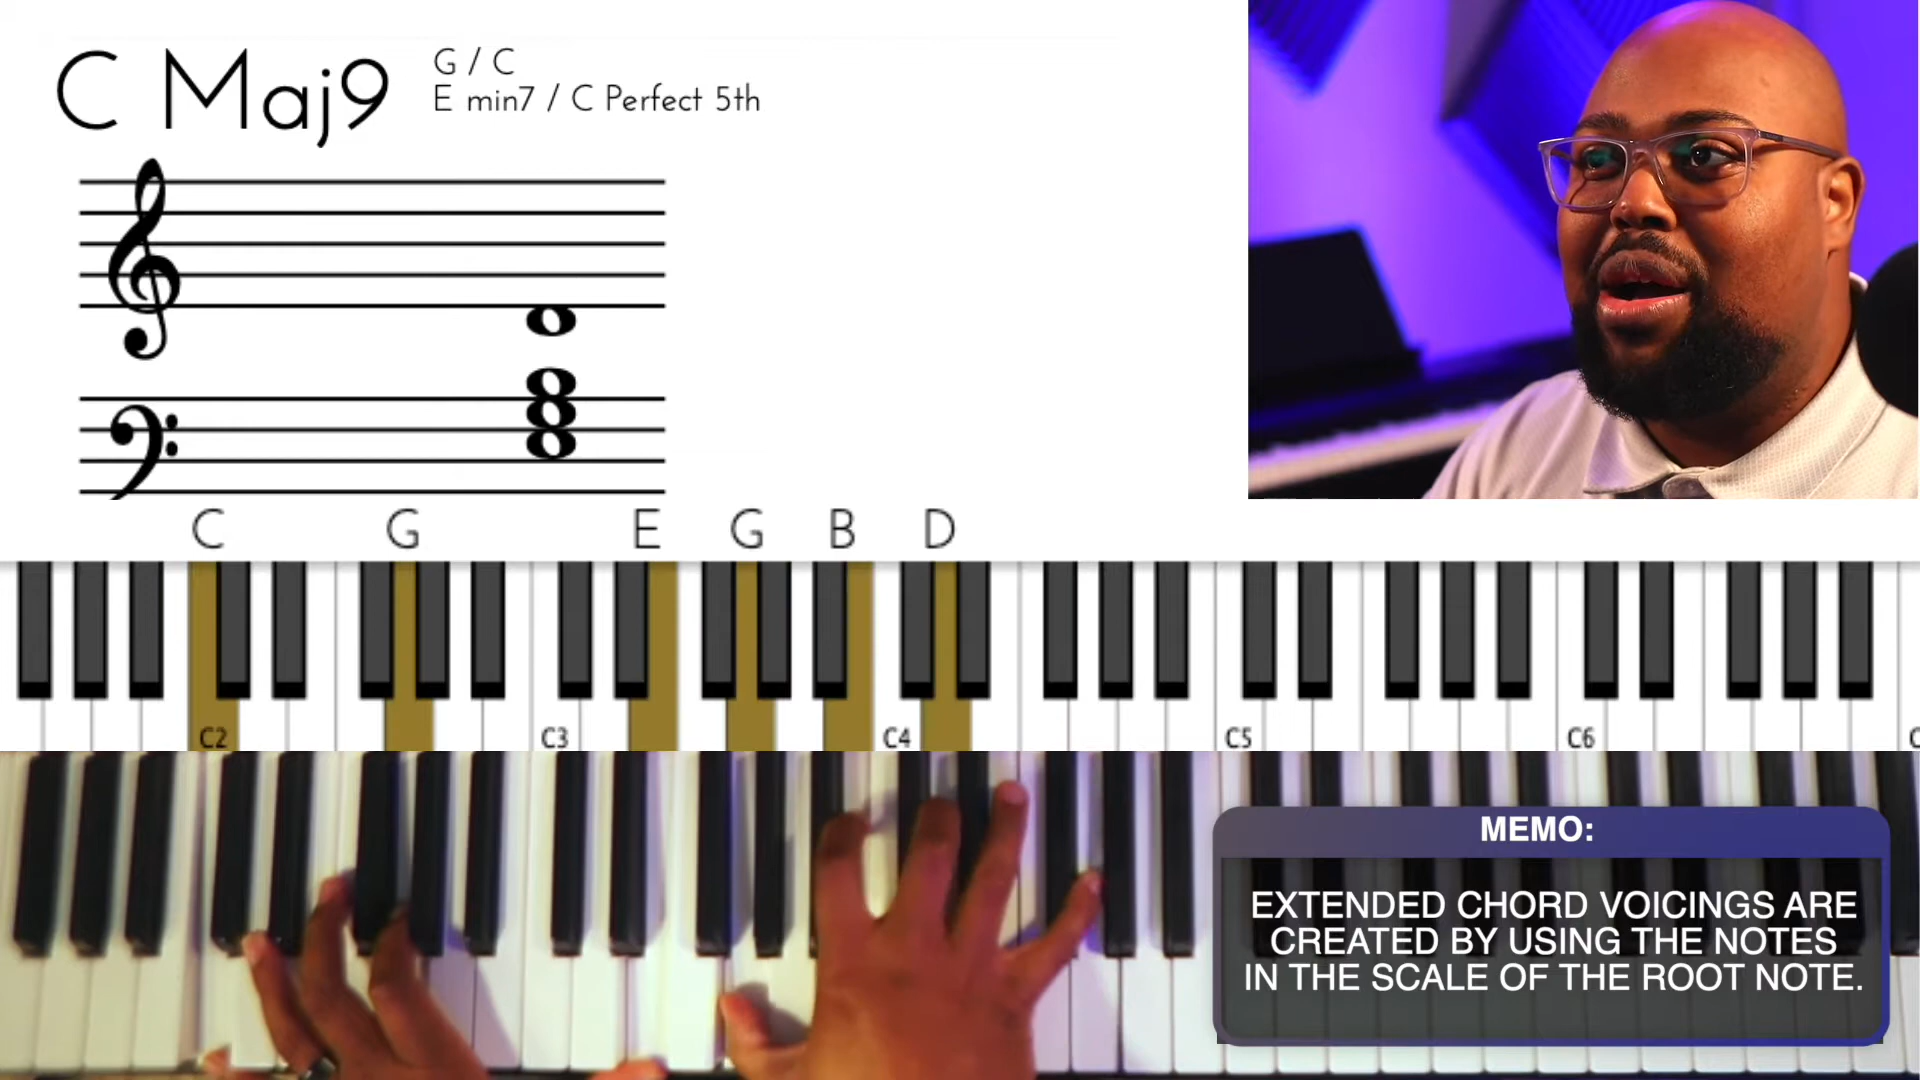 C Maj9
G / C
E min7 / C Perfect 5th
C G E G B D
C2 C3 C4 C5 C6 C
MEMO:
EXTENDED CHORD VOICINGS ARE
CREATED BY USING THE NOTES
IN THE SCALE OF THE ROOT NOTE.